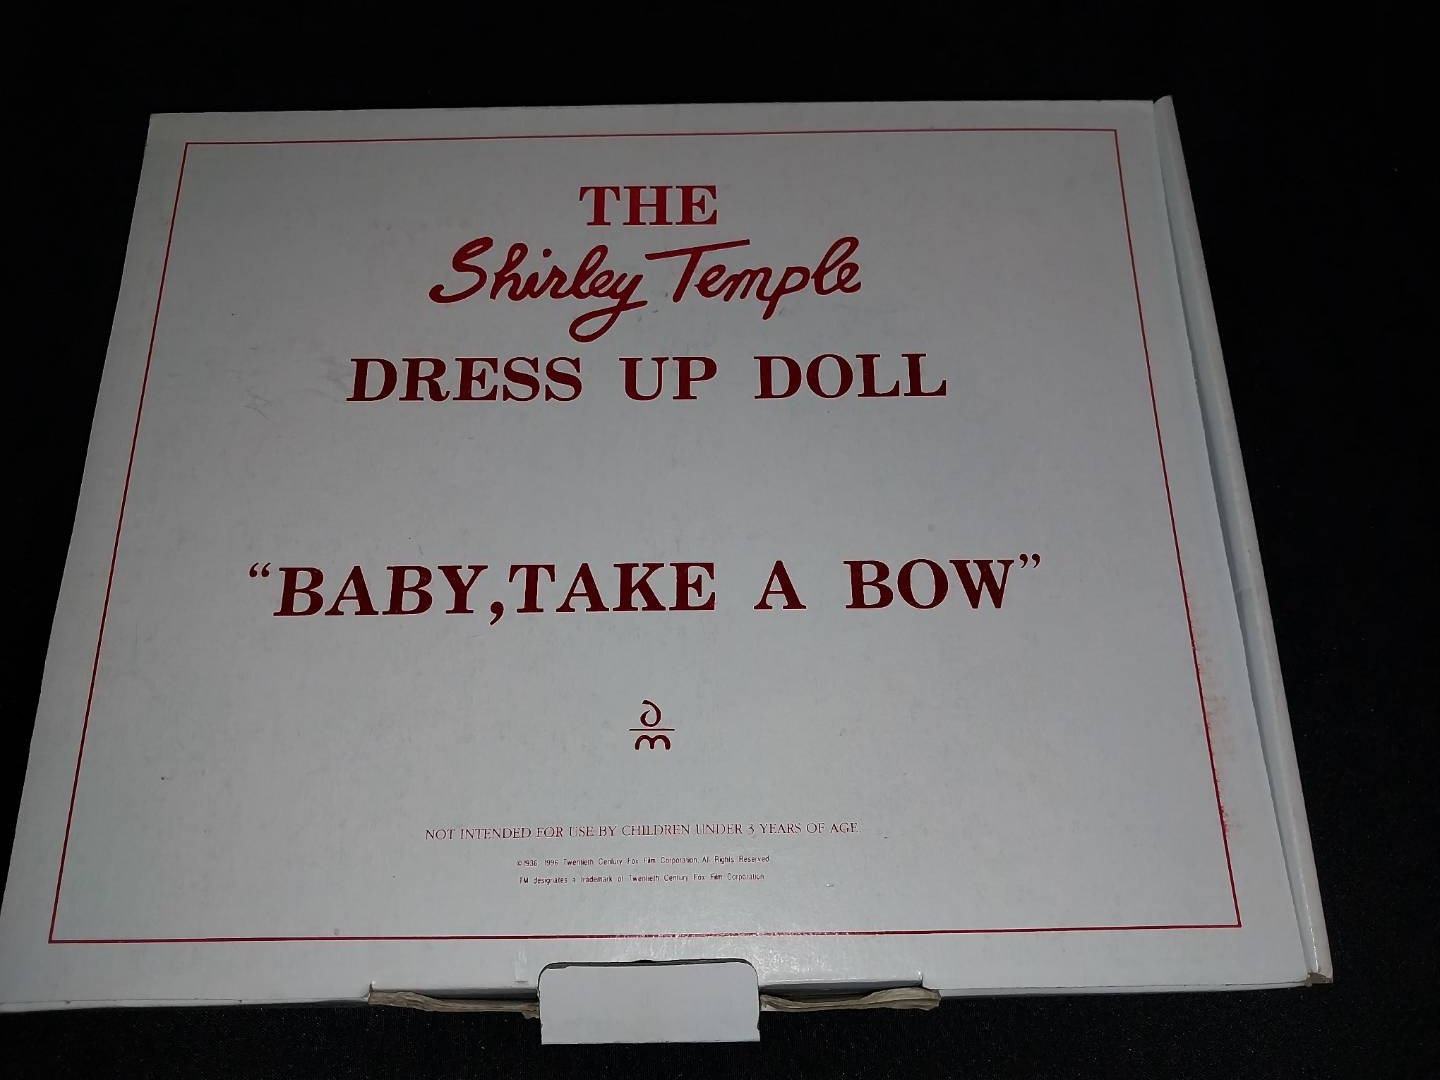 THE
Shirley Temple
DRESS UP DOLL
“BABY,TAKE A BOW”
NOT INTENDED FOR USE BY CHILDREN UNDER 3 YEARS OF AGE
©1936, 1996 Twentieth Century Fox Film Corporation. All Rights Reserved
TM designates a trademark of Twentieth Century Fox Film Corporation